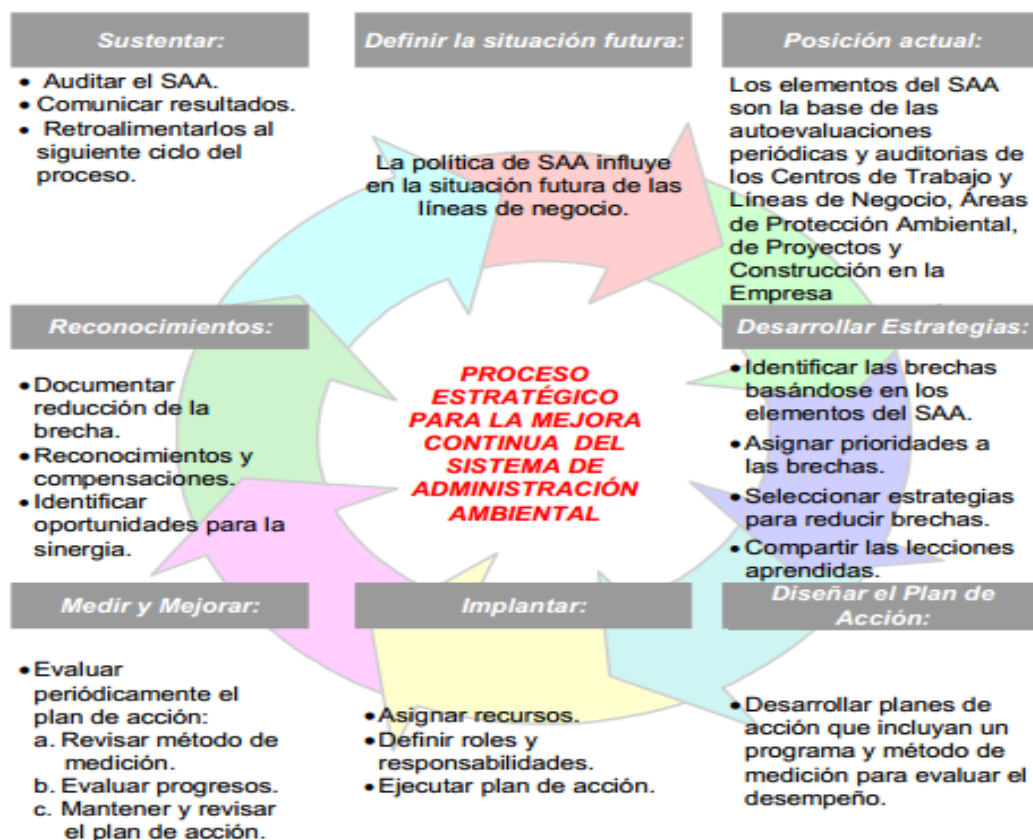 Sustentar:
• Auditar el SAA.
• Comunicar resultados.
• Retroalimentarlos al
siguiente ciclo del
proceso.
Definir la situación futura:
La política de SAA influye
en la situación futura de las
líneas de negocio.
Posición actual:
Los elementos del SAA
son la base de las
autoevaluaciones
periódicas y auditorias de
los Centros de Trabajo y
Líneas de Negocio, Áreas
de Protección Ambiental,
de Proyectos y
Construcción en la
Empresa
Reconocimientos:
• Documentar
reducción de la
brecha.
• Reconocimientos y
compensaciones.
• Identificar
oportunidades para la
sinergia.
PROCESO
ESTRATÉGICO
PARA LA MEJORA
CONTINUA DEL
SISTEMA DE
ADMINISTRACIÓN
AMBIENTAL
Desarrollar Estrategias:
• Identificar las brechas
basándose en los
elementos del SAA.
• Asignar prioridades a
las brechas.
• Seleccionar estrategias
para reducir brechas.
• Compartir las lecciones
aprendidas.
Medir y Mejorar:
• Evaluar
periódicamente el
plan de acción:
a. Revisar método de
medición.
b. Evaluar progresos.
c. Mantener y revisar
el plan de acción.
Implantar:
• Asignar recursos.
• Definir roles y
responsabilidades.
• Ejecutar plan de acción.
Diseñar el Plan de
Acción:
• Desarrollar planes de
acción que incluyan un
programa y método de
medición para evaluar el
desempeño.